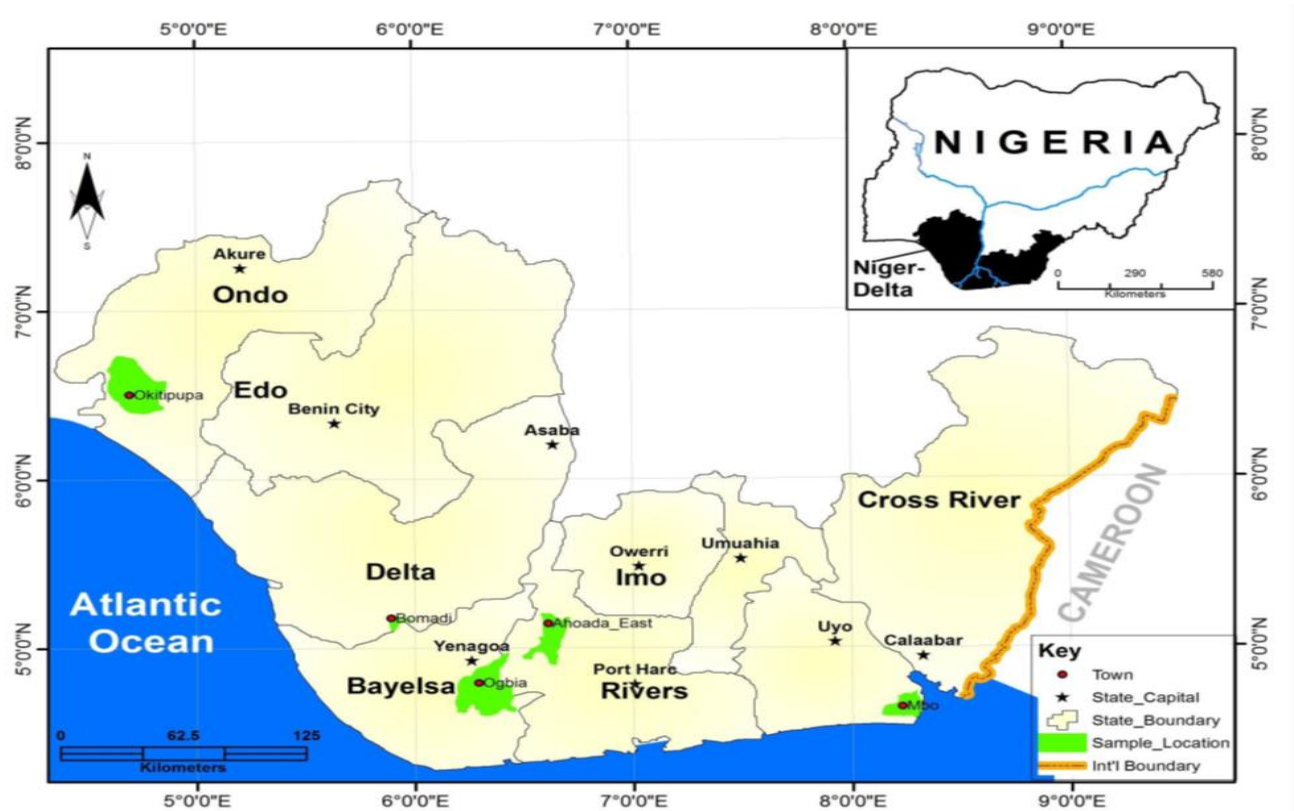 5°0'0"E 6°0'0"E 7°0'0"E 8°0'0"E 9°0'0"E
8°0'0"N
7°0'0"N
6°0'0"N
5°0'0"N
8°0'0"N
7°0'0"N
6°0'0"N
5°0'0"N
N
S
NIGERIA
Niger-
Delta
0 290 580
Kilometers
Akure
Ondo
Okitipupa
Edo
Benin City
Asaba
Cross River
CAMEROON
Owerri
Imo
Umuahia
Delta
Atlantic
Ocean
Bomadi
Ahoada_East
Yenagoa
Uyo
Calaabar
Bayelsa
Ogbia
Port Harc
Rivers
Mbo
Key
Town
State_Capital
State_Boundary
Sample_Location
Int'l Boundary
0 62.5 125
Kilometers
5°0'0"E 6°0'0"E 7°0'0"E 8°0'0"E 9°0'0"E